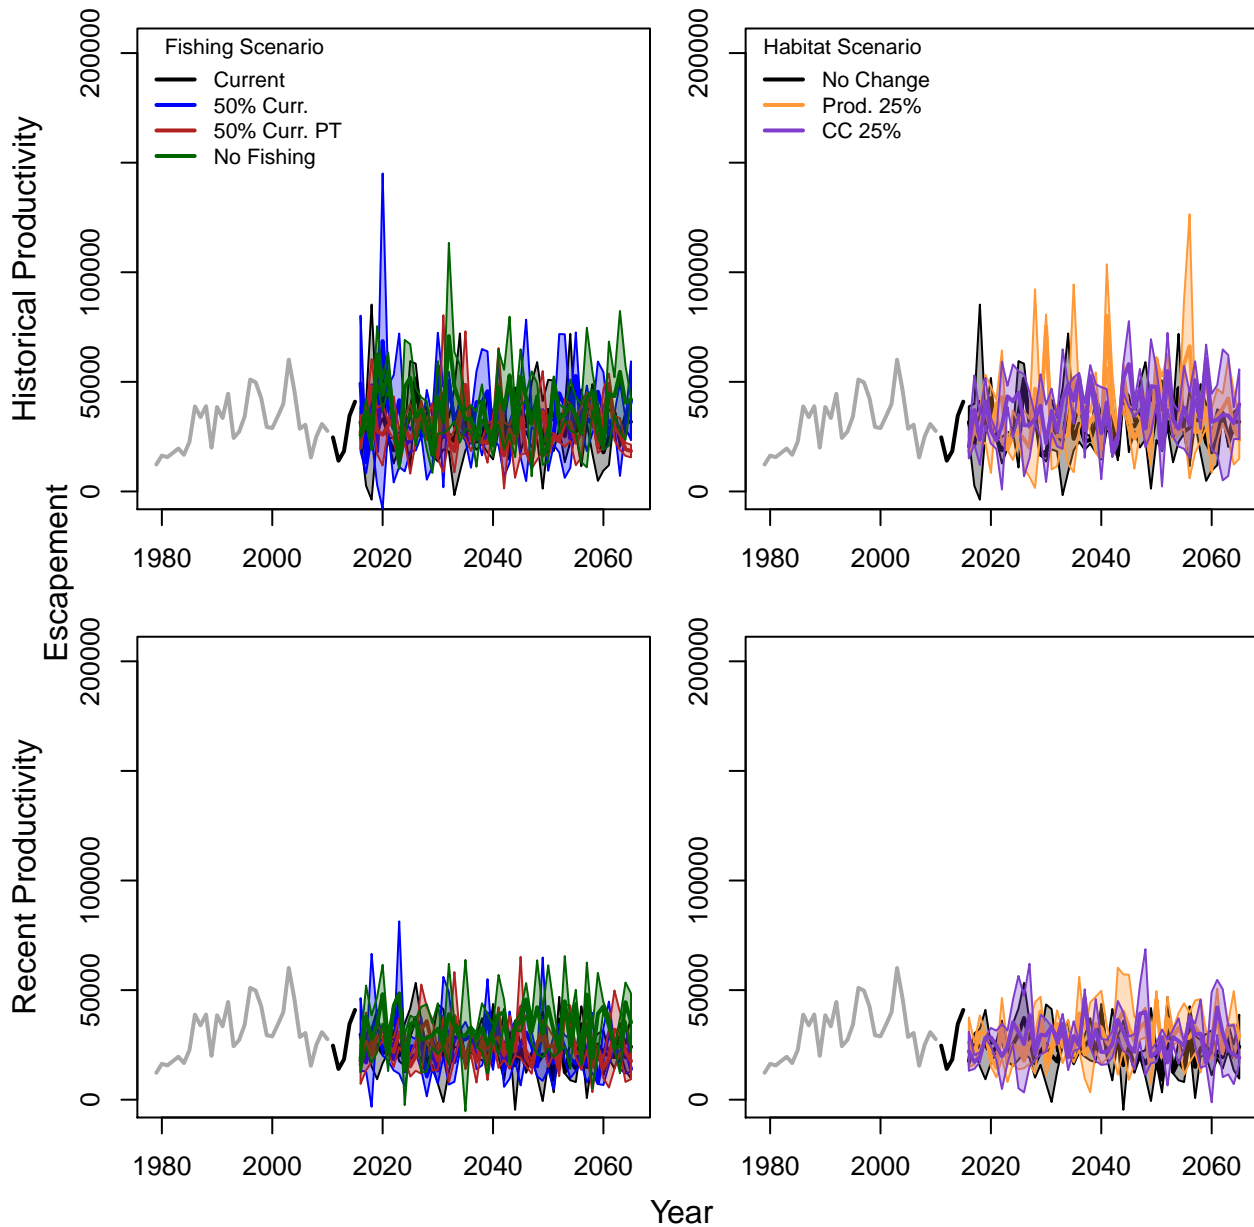 Fishing Scenario
Current
50% Curr.
50% Curr. PT
No Fishing
Habitat Scenario
No Change
Prod. 25%
CC 25%
Historical Productivity
0
50000
100000
200000
0
50000
100000
200000
1980
2000
2020
2040
2060
1980
2000
2020
2040
2060
Escapement
Recent Productivity
0
50000
100000
200000
0
50000
100000
200000
1980
2000
2020
2040
2060
1980
2000
2020
2040
2060
Year